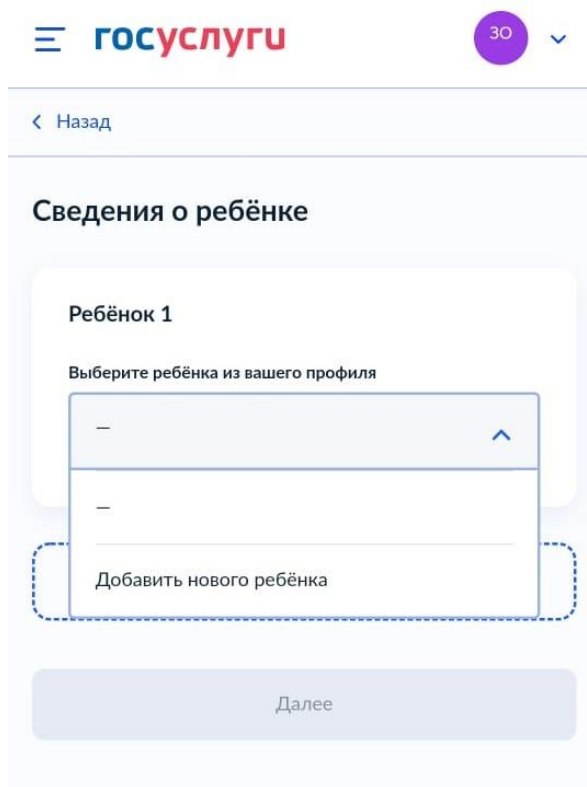 госуслуги
ЗО
Назад
Сведения о ребёнке
Ребёнок 1
Выберите ребёнка из вашего профиля
—
—
Добавить нового ребёнка
Далее